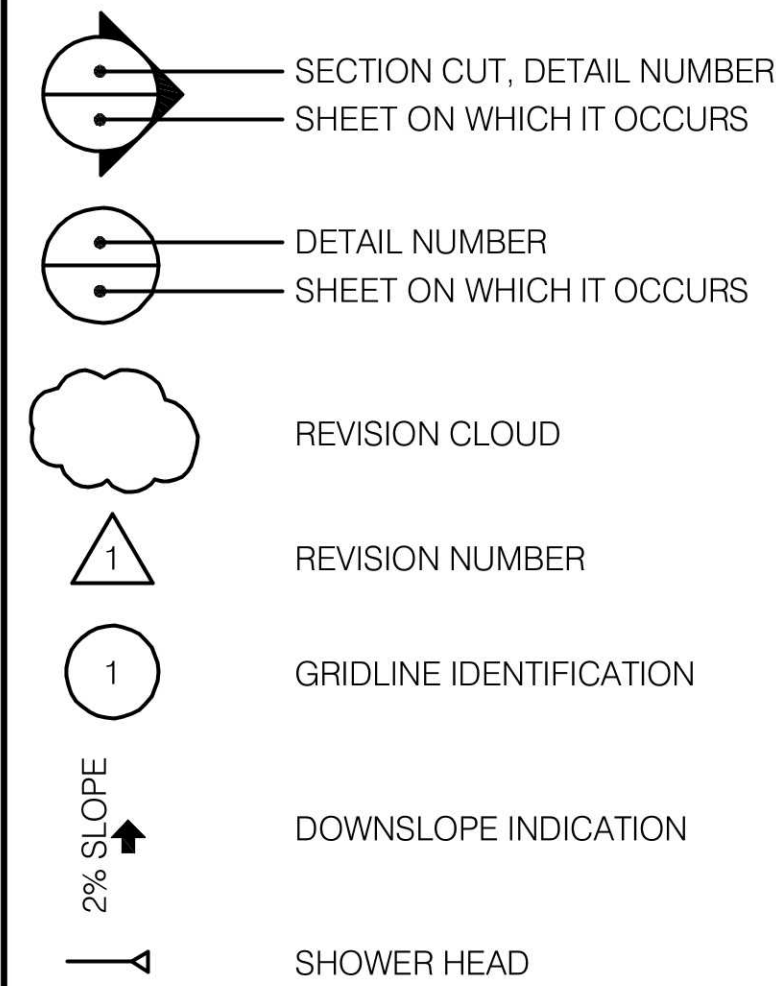 SECTION CUT, DETAIL NUMBER
SHEET ON WHICH IT OCCURS
DETAIL NUMBER
SHEET ON WHICH IT OCCURS
REVISION CLOUD
1 REVISION NUMBER
1 GRIDLINE IDENTIFICATION
2% SLOPE
DOWNSLOPE INDICATION
SHOWER HEAD